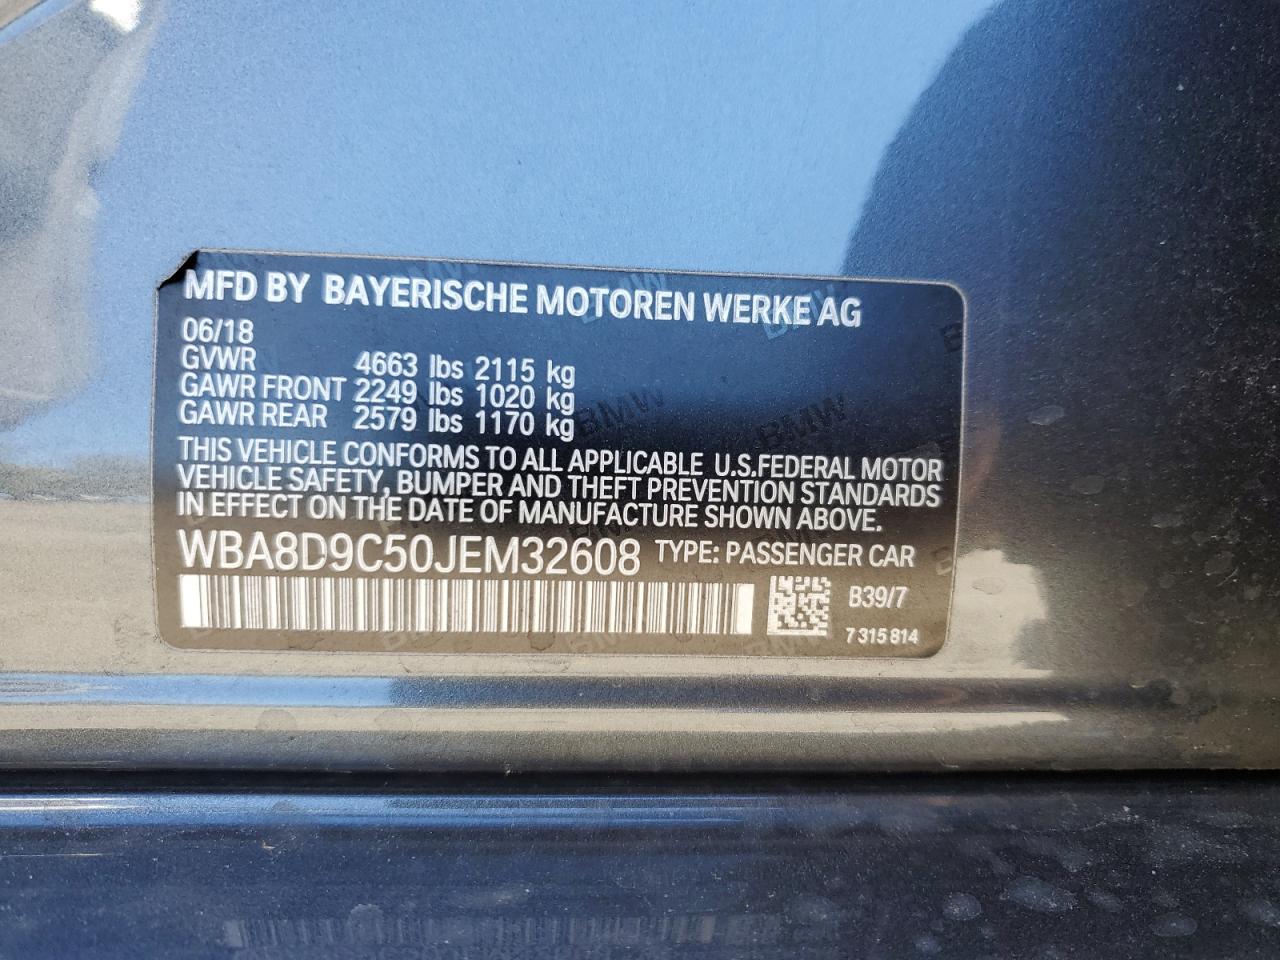 MFD BY BAYERISCHE MOTOREN WERKE AG
06/18
GVWR 4663 lbs 2115 kg
GAWR FRONT 2249 lbs 1020 kg
GAWR REAR 2579 lbs 1170 kg
THIS VEHICLE CONFORMS TO ALL APPLICABLE U.S.FEDERAL MOTOR
VEHICLE SAFETY, BUMPER AND THEFT PREVENTION STANDARDS
IN EFFECT ON THE DATE OF MANUFACTURE SHOWN ABOVE.
WBA8D9C50JEM32608 TYPE: PASSENGER CAR
B39/7
7 315 814